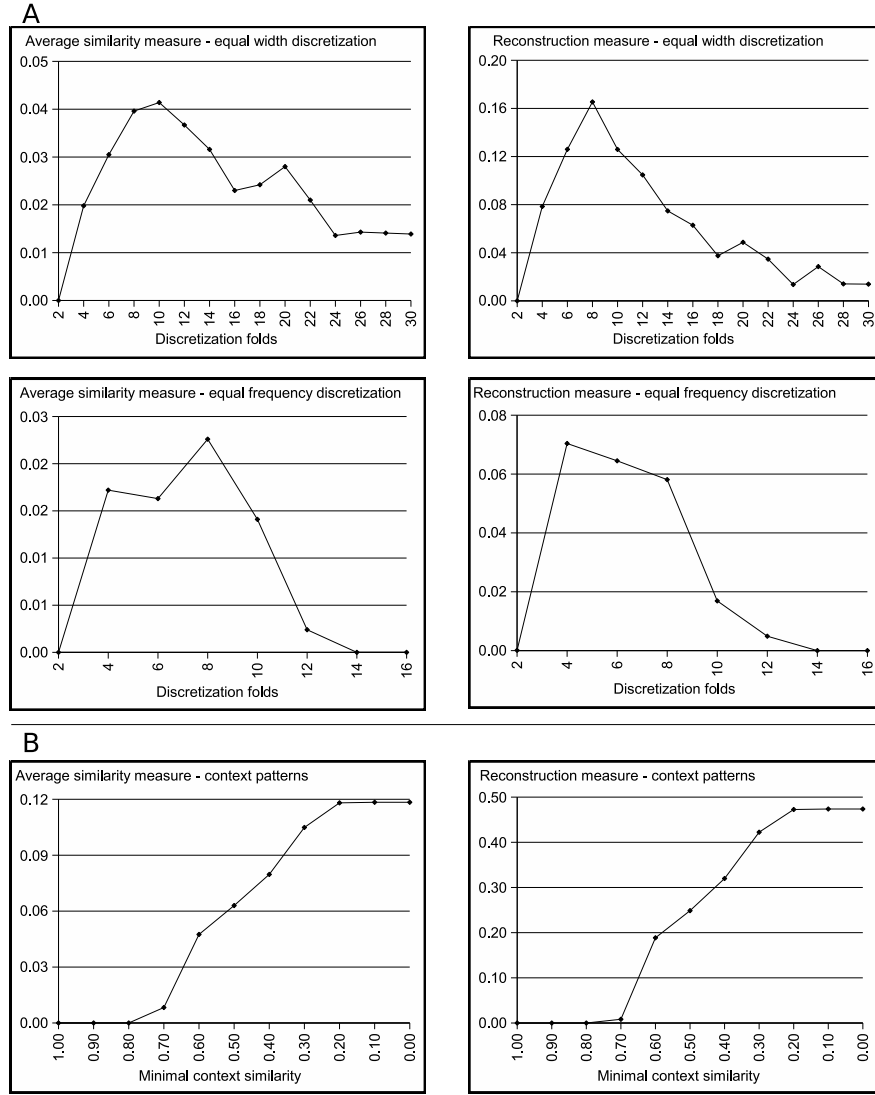 A
Average similarity measure - equal width discretization
0.05
0.04
0.03
0.02
0.01
0.00
2 4 6 8 10 12 14 16 18 20 22 24 26 28 30
Discretization folds
Reconstruction measure - equal width discretization
0.20
0.16
0.12
0.08
0.04
0.00
2 4 6 8 10 12 14 16 18 20 22 24 26 28 30
Discretization folds
Average similarity measure - equal frequency discretization
0.03
0.02
0.02
0.01
0.01
0.00
2 4 6 8 10 12 14 16
Discretization folds
Reconstruction measure - equal frequency discretization
0.08
0.06
0.04
0.02
0.00
2 4 6 8 10 12 14 16
Discretization folds
B
Average similarity measure - context patterns
0.12
0.09
0.06
0.03
0.00
1.00 0.90 0.80 0.70 0.60 0.50 0.40 0.30 0.20 0.10 0.00
Minimal context similarity
Reconstruction measure - context patterns
0.50
0.40
0.30
0.20
0.10
0.00
1.00 0.90 0.80 0.70 0.60 0.50 0.40 0.30 0.20 0.10 0.00
Minimal context similarity